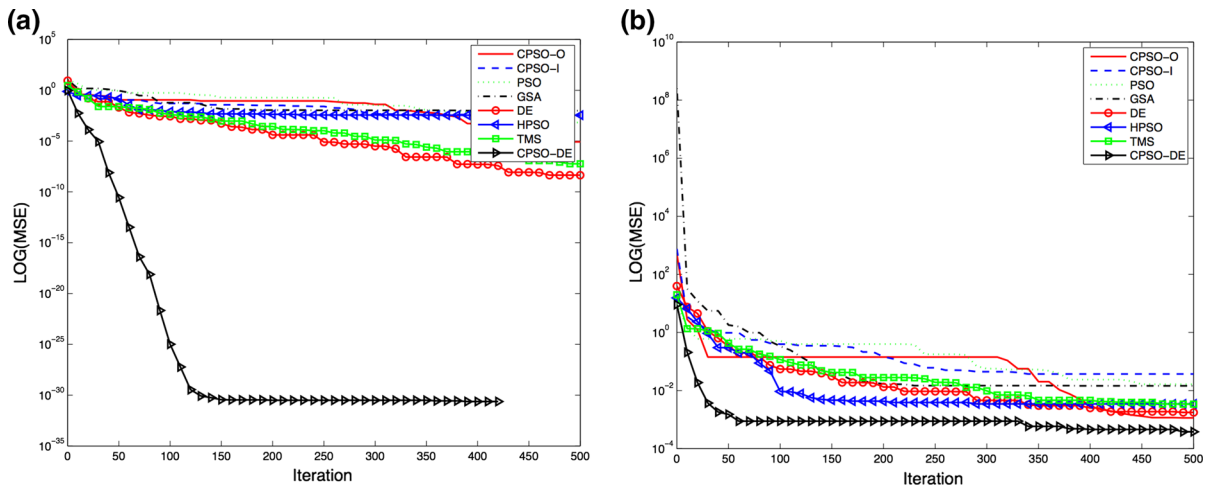 (a)
10^5
10^0
10^-5
10^-10
10^-15
10^-20
10^-25
10^-30
10^-35
LOG(MSE)
0 50 100 150 200 250 300 350 400 450 500
Iteration
CPSO-O
CPSO-I
PSO
GSA
DE
HPSO
TMS
CPSO-DE
(b)
10^10
10^8
10^6
10^4
10^2
10^0
10^-2
10^-4
LOG(MSE)
0 50 100 150 200 250 300 350 400 450 500
Iteration
CPSO-O
CPSO-I
PSO
GSA
DE
HPSO
TMS
CPSO-DE